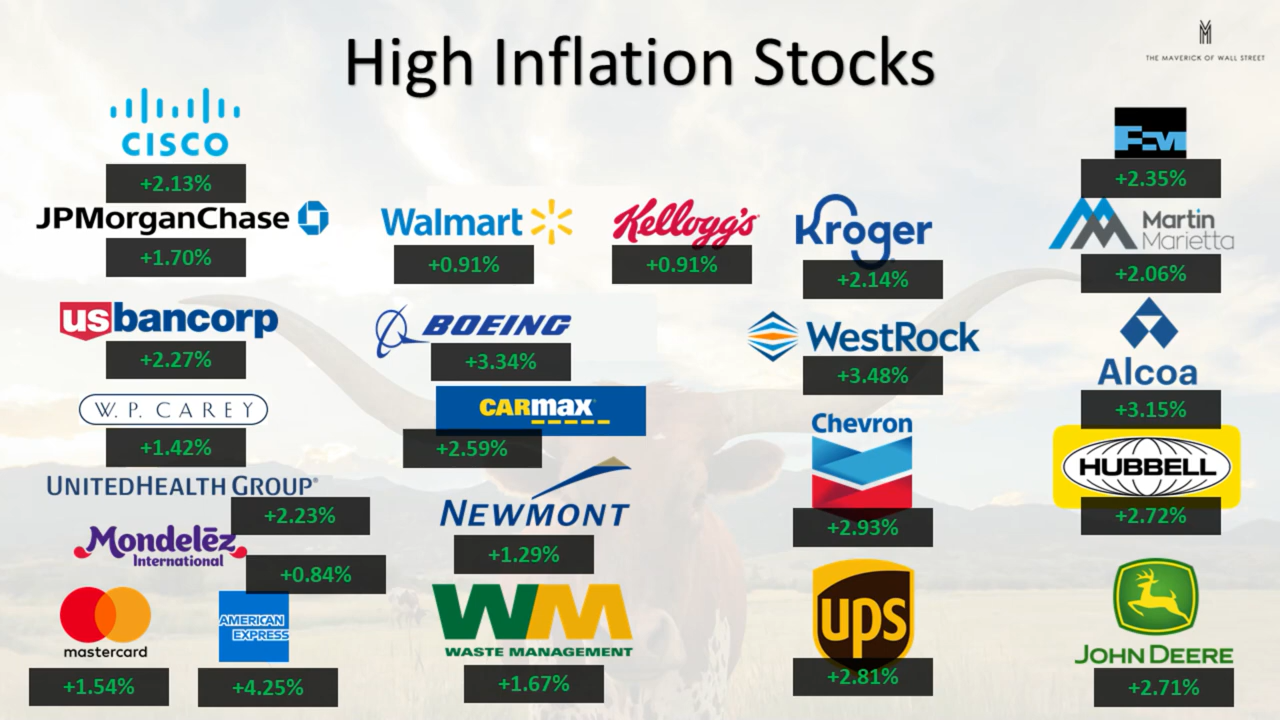 High Inflation Stocks
THE MAVERICK OF WALL STREET
CISCO
+2.13%
JPMorganChase
+1.70%
usbancorp
+2.27%
W. P. CAREY
+1.42%
UNITEDHEALTH GROUP®
+2.23%
Mondelēz
International
+0.84%
mastercard
+1.54%
AMERICAN
EXPRESS
+4.25%
Walmart
+0.91%
Kellogg's
+0.91%
BOEING
+3.34%
CARMAX
+2.59%
NEWMONT
+1.29%
WM
WASTE MANAGEMENT
+1.67%
Kroger
+2.14%
WestRock
+3.48%
Chevron
+2.93%
ups
+2.81%
FM
+2.35%
Martin
Marietta
+2.06%
Alcoa
+3.15%
HUBBELL
+2.72%
JOHN DEERE
+2.71%